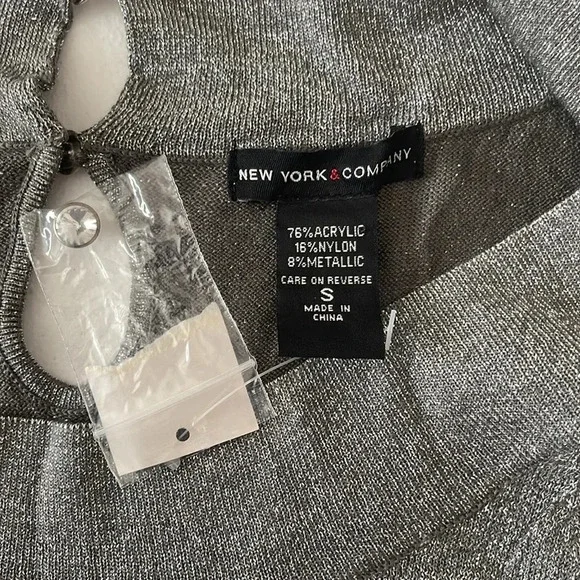 NEW YORK&COMPANY
76%ACRYLIC
16%NYLON
8%METALLIC
CARE ON REVERSE
S
MADE IN
CHINA